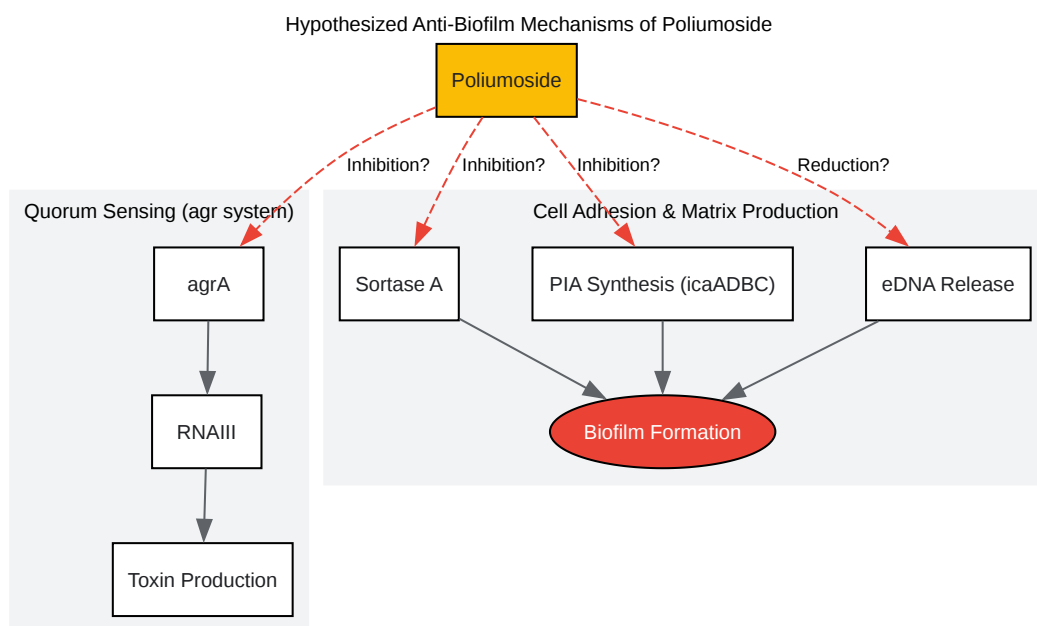 Hypothesized Anti-Biofilm Mechanisms of Poliumoside
Poliumoside
Inhibition?
Inhibition?
Inhibition?
Reduction?
Quorum Sensing (agr system)
Cell Adhesion & Matrix Production
agrA
Sortase A
PIA Synthesis (icaADBC)
eDNA Release
RNAIII
Biofilm Formation
Toxin Production